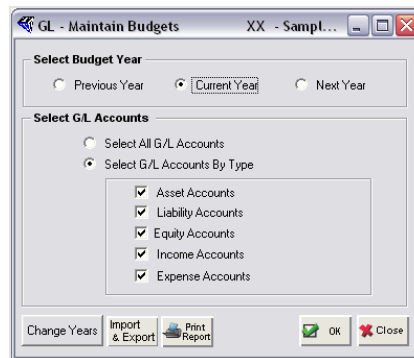 GL - Maintain Budgets XX - Sampl...
Select Budget Year
Previous Year Current Year Next Year
Select G/L Accounts
Select All G/L Accounts
Select G/L Accounts By Type
Asset Accounts
Liability Accounts
Equity Accounts
Income Accounts
Expense Accounts
Change Years Import & Export Print Report OK Close